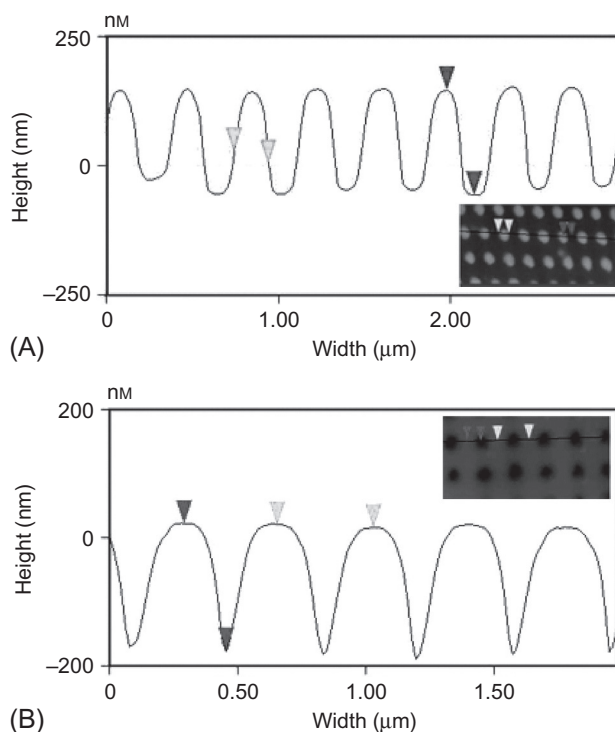 nM
250
0
−250
Height (nm)
0 1.00 2.00
(A)
Width (μm)
nM
200
0
−200
Height (nm)
0 0.50 1.00 1.50
(B)
Width (μm)